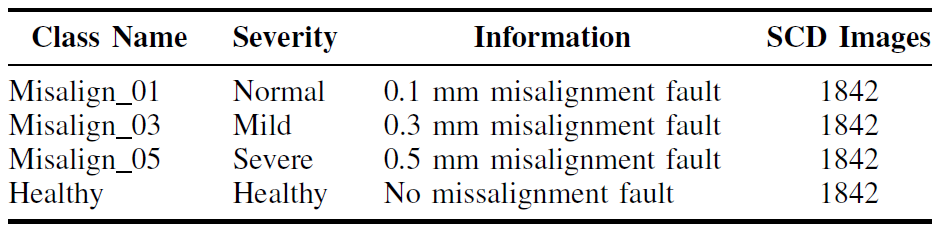 Class Name Severity Information SCD Images
Misalign_01 Normal 0.1 mm misalignment fault 1842
Misalign_03 Mild 0.3 mm misalignment fault 1842
Misalign_05 Severe 0.5 mm misalignment fault 1842
Healthy Healthy No missalignment fault 1842